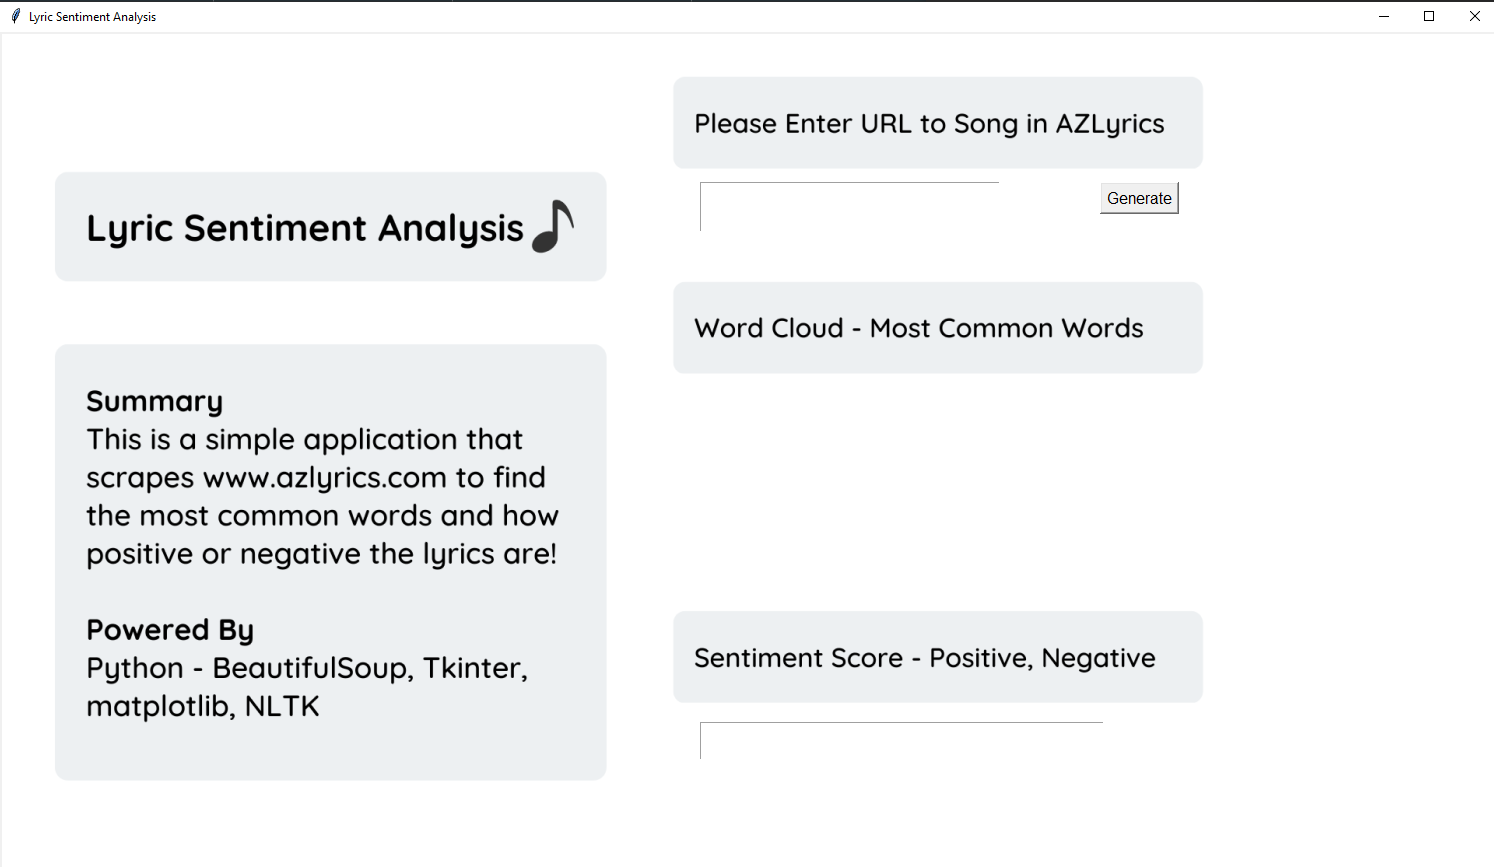 Lyric Sentiment Analysis
Lyric Sentiment Analysis
Summary
This is a simple application that
scrapes www.azlyrics.com to find
the most common words and how
positive or negative the lyrics are!
Powered By
Python - BeautifulSoup, Tkinter,
matplotlib, NLTK
Please Enter URL to Song in AZLyrics
Generate
Word Cloud - Most Common Words
Sentiment Score - Positive, Negative